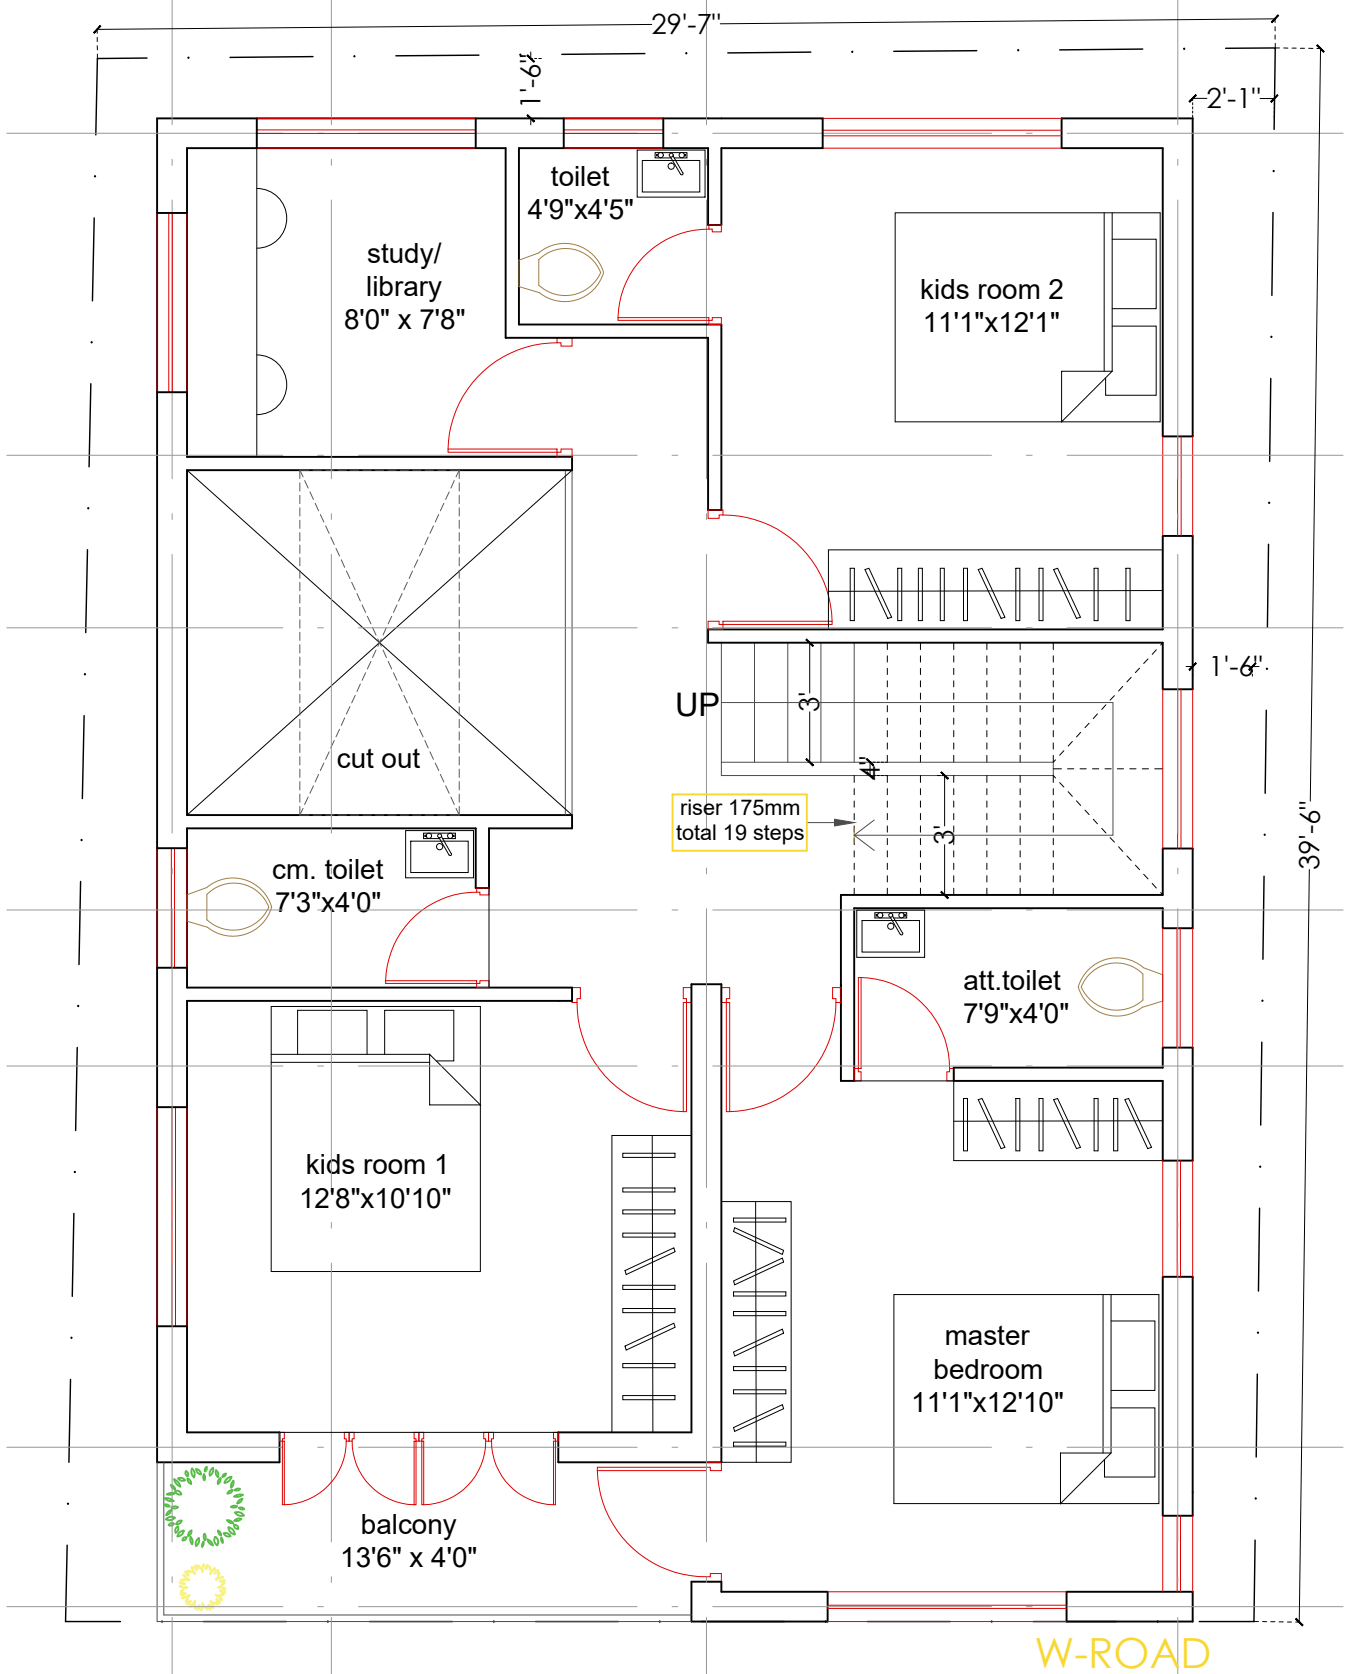 29'-7"
1'-6"
2'-1"
toilet
4'9"x4'5"
study/
library
8'0" x 7'8"
kids room 2
11'1"x12'1"
1'-6"
UP
3'
cut out
4"
riser 175mm
total 19 steps
3'
39'-6"
cm. toilet
7'3"x4'0"
att.toilet
7'9"x4'0"
kids room 1
12'8"x10'10"
master
bedroom
11'1"x12'10"
balcony
13'6" x 4'0"
W-ROAD